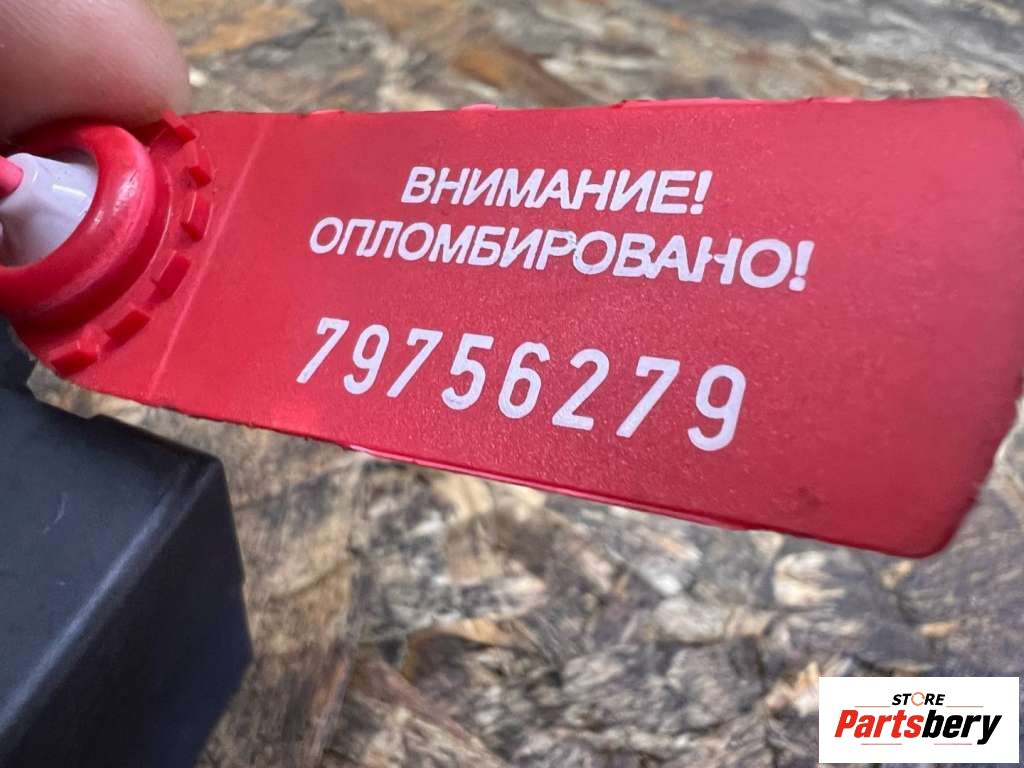 ВНИМАНИЕ!
ОПЛОМБИРОВАНО!
79756279
STORE
Partsbery